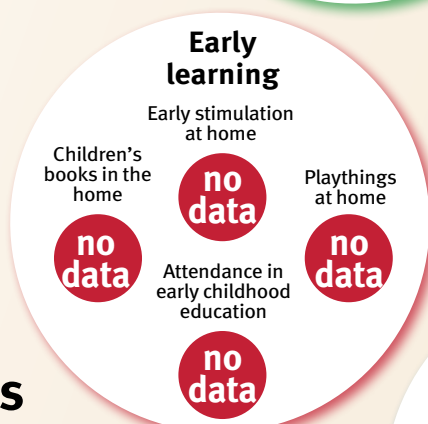 Early
learning
Early stimulation
at home
no
data
Children's
books in the
home
no
data
Playthings
at home
no
data
Attendance in
early childhood
education
no
data
s